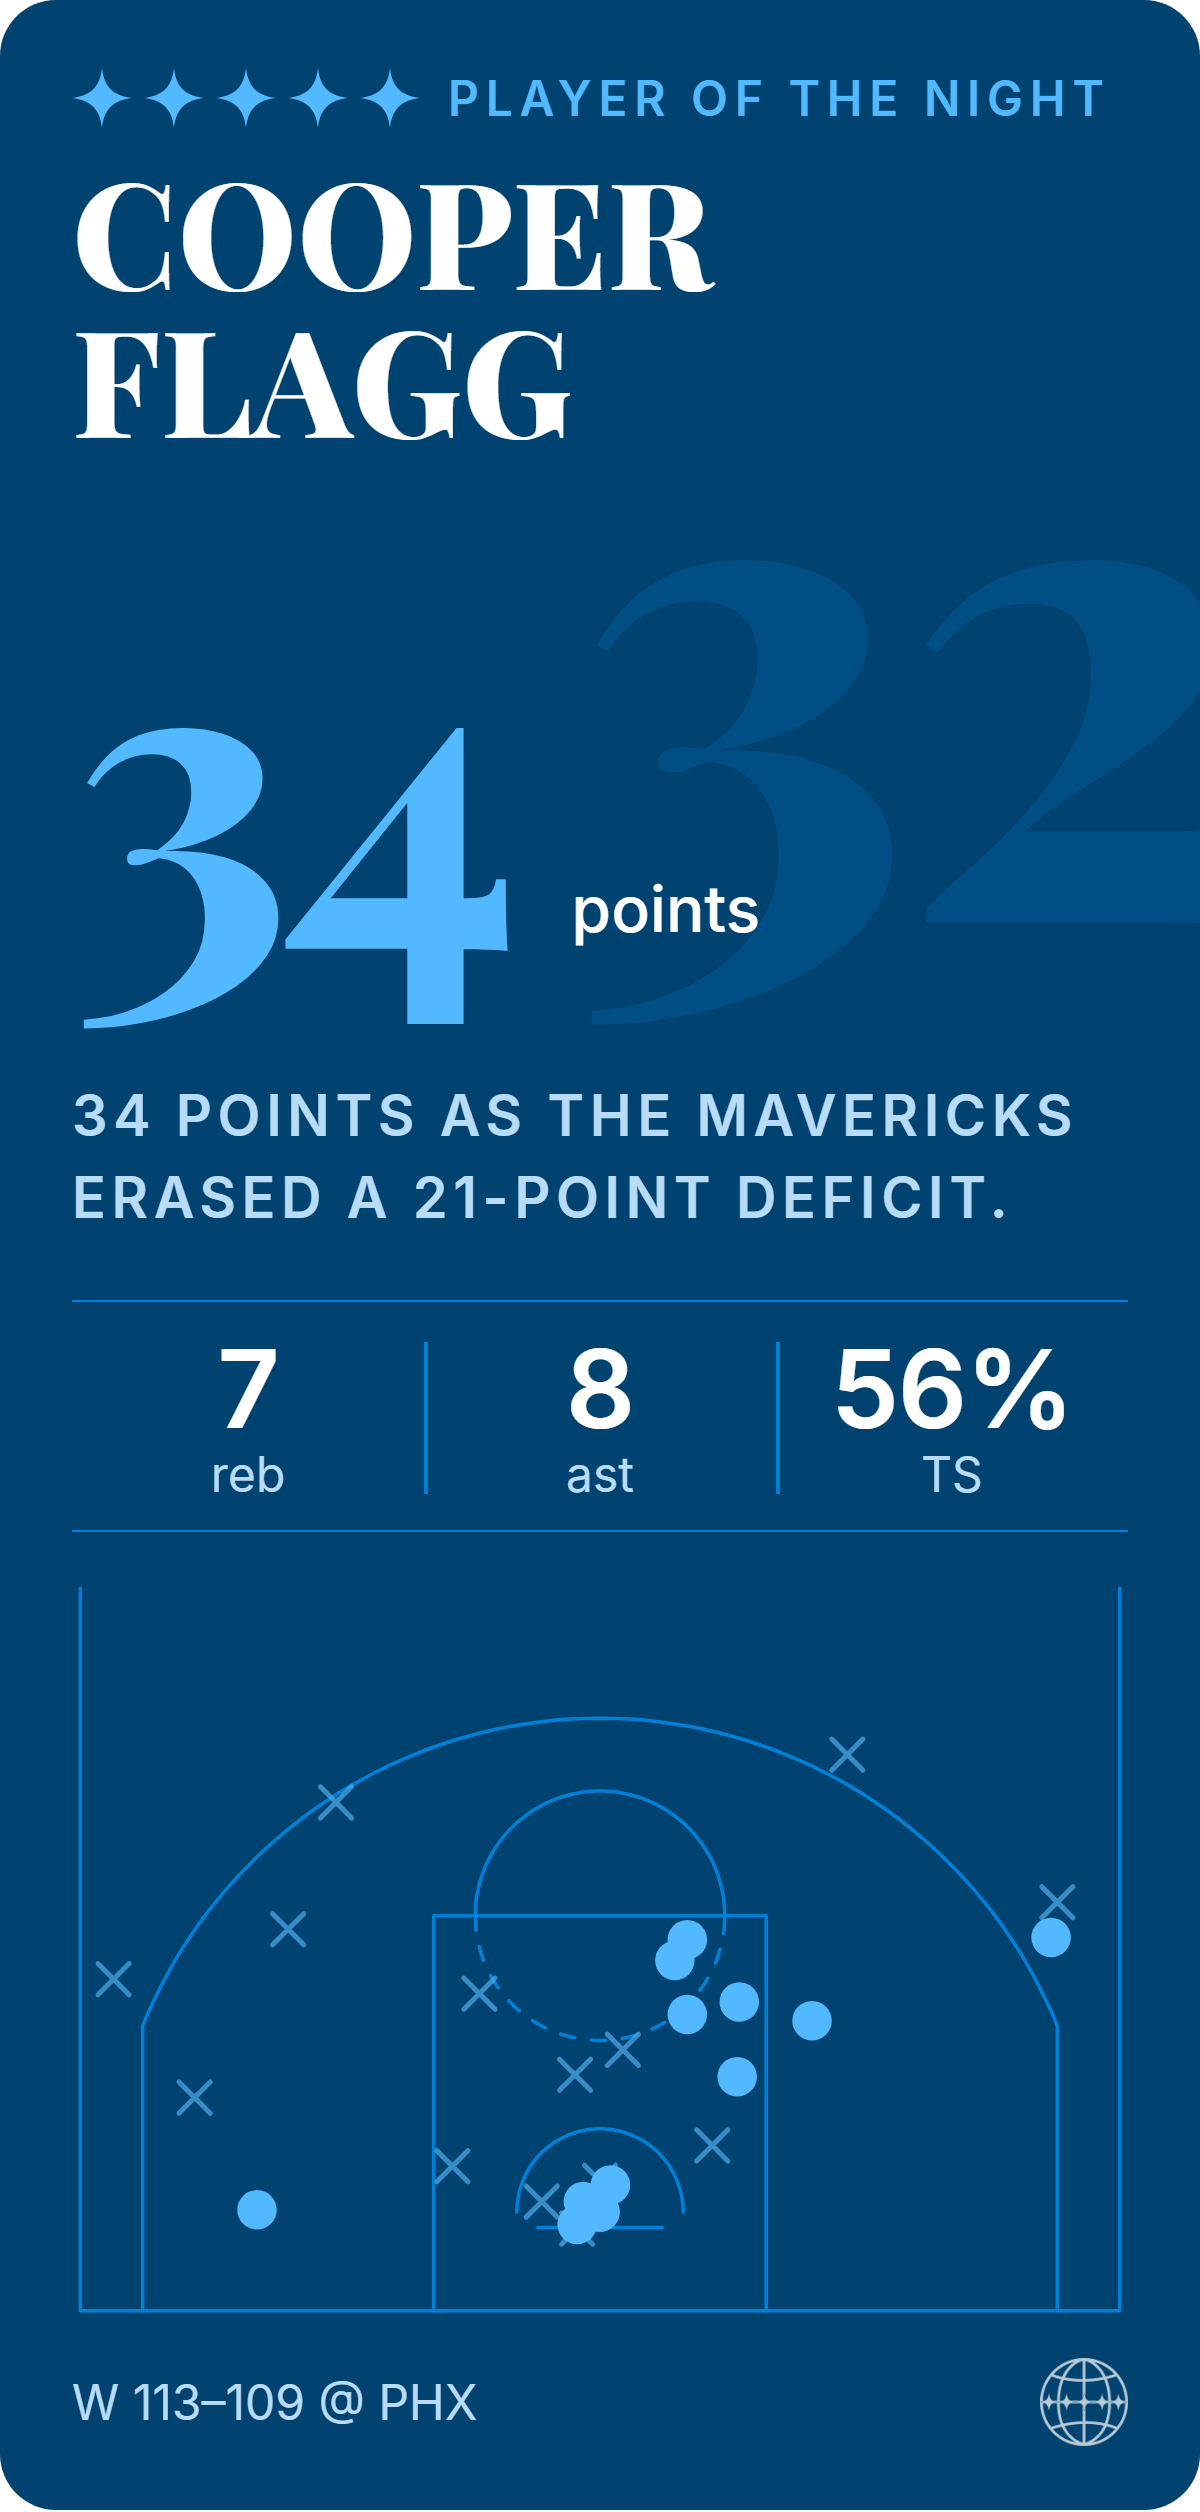 PLAYER OF THE NIGHT
COOPER
FLAGG
32
34 points
34 POINTS AS THE MAVERICKS
ERASED A 21-POINT DEFICIT.
7 8 56%
reb ast TS
W 113–109 @ PHX